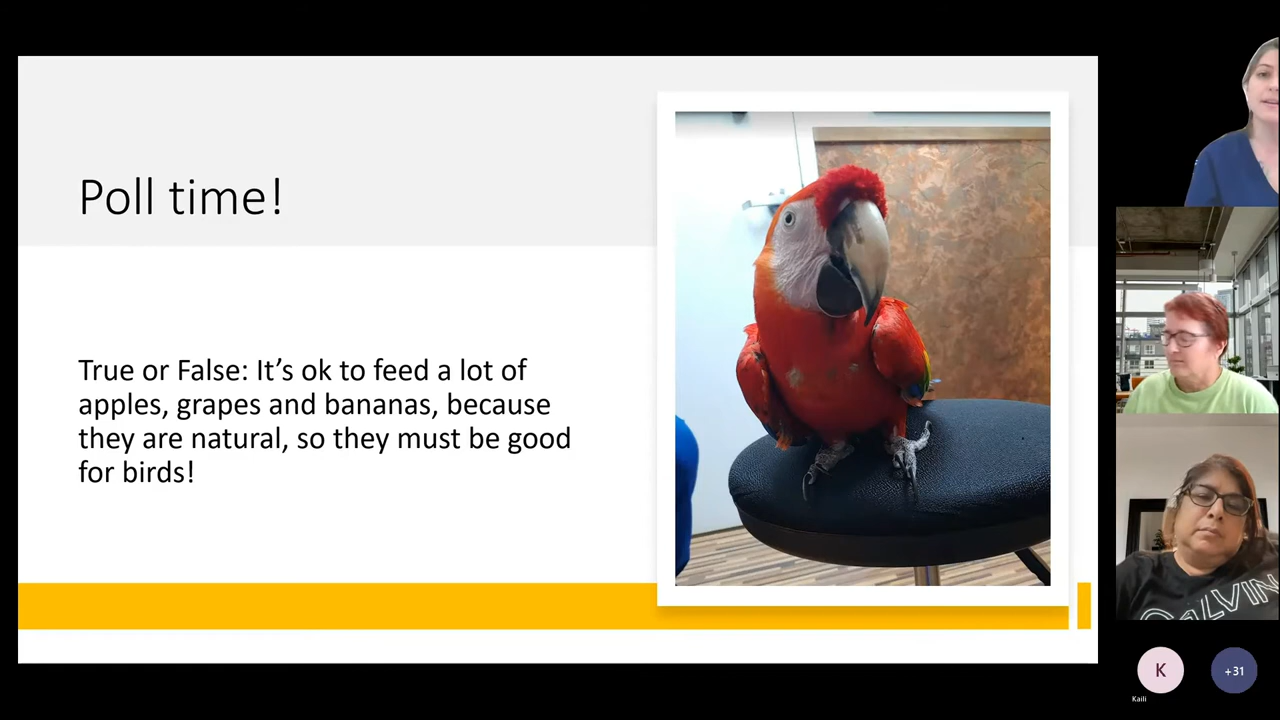 Poll time!
True or False: It’s ok to feed a lot of
apples, grapes and bananas, because
they are natural, so they must be good
for birds!
CALVIN
K
+31
Kaili